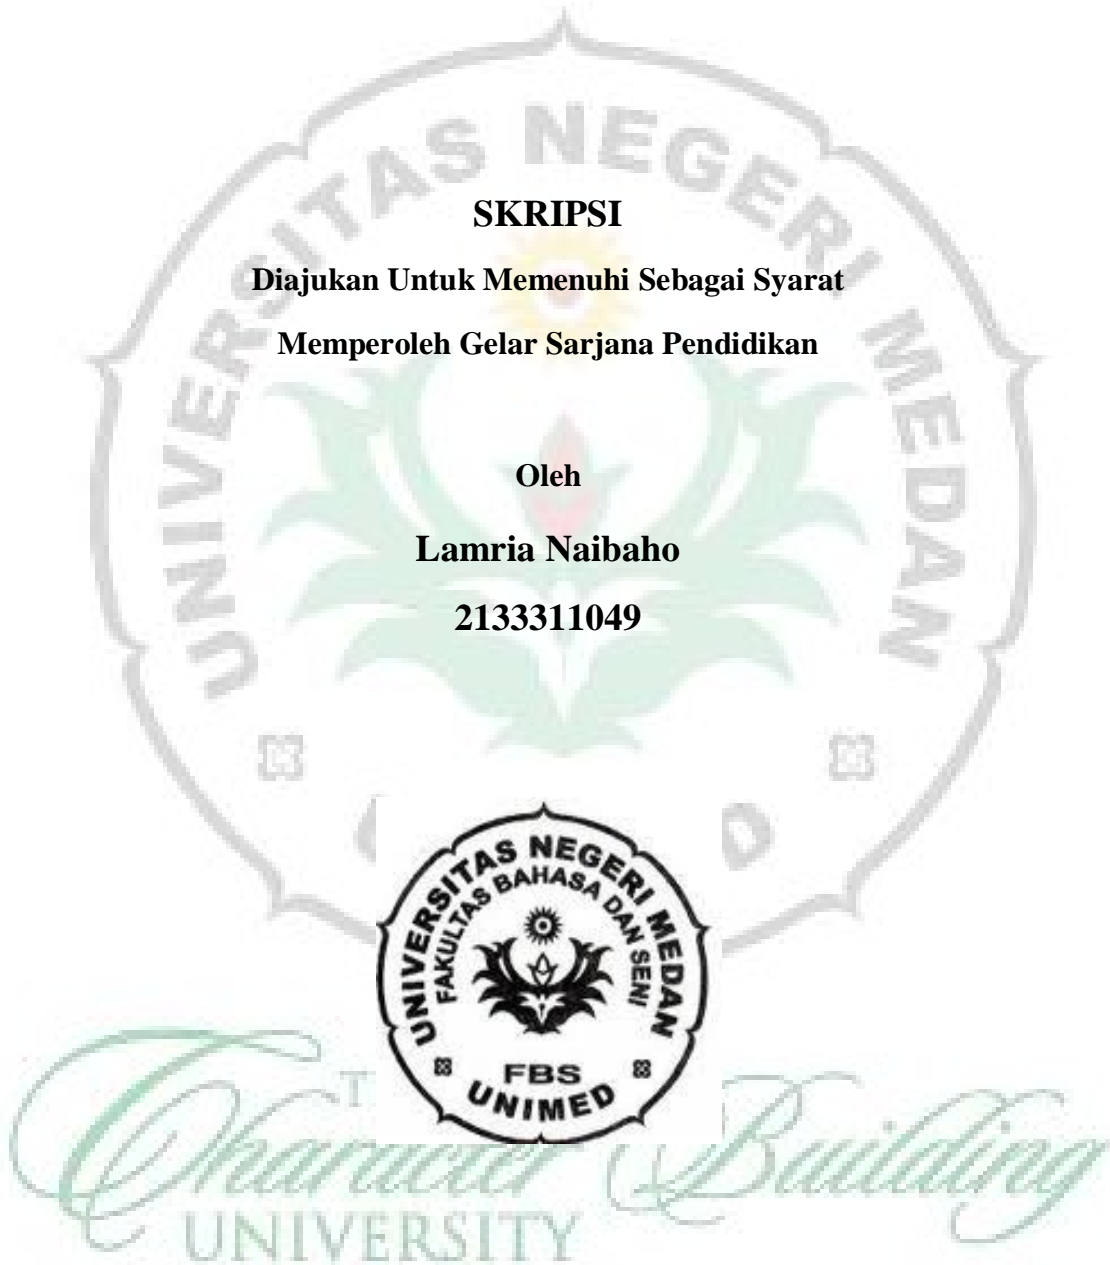 UNIVERSITAS NEGERI MEDAN
SKRIPSI
Diajukan Untuk Memenuhi Sebagai Syarat
Memperoleh Gelar Sarjana Pendidikan
Oleh
Lamria Naibaho
2133311049
UNIVERSITAS NEGERI MEDAN
FAKULTAS BAHASA DAN SENI
FBS
UNIMED
Character Building
UNIVERSITY